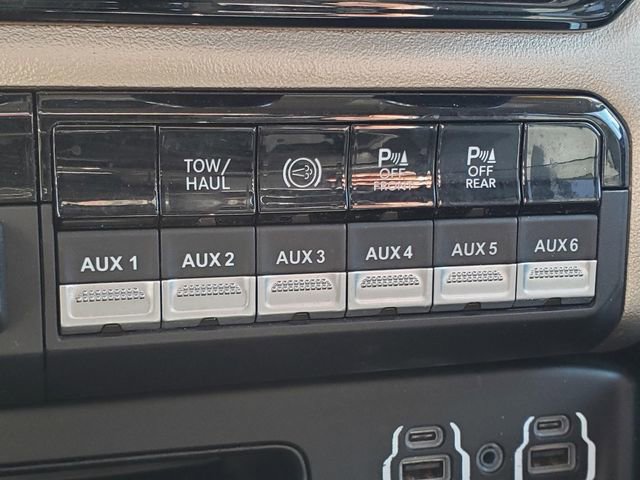 TOW/
HAUL
P
OFF
FRONT
P
OFF
REAR
AUX 1 AUX 2 AUX 3 AUX 4 AUX 5 AUX 6